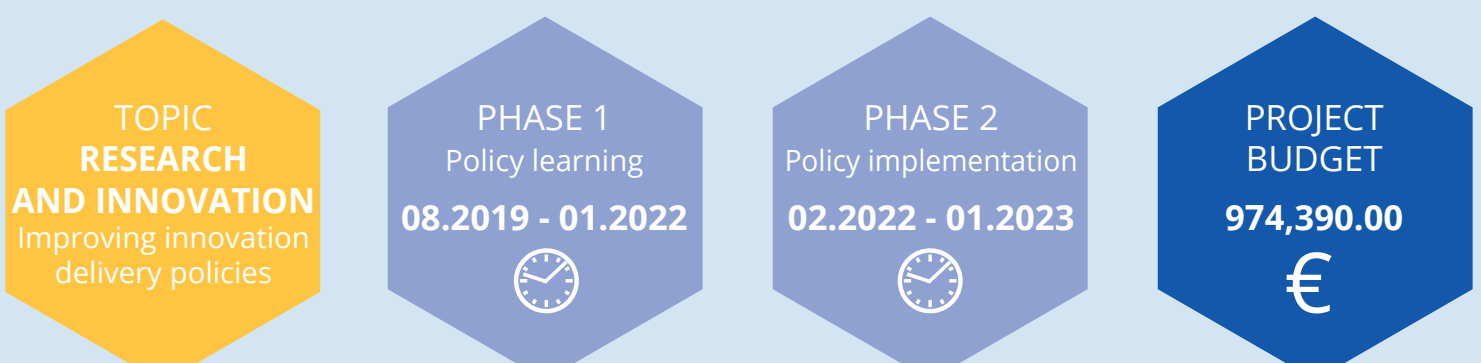 TOPIC
RESEARCH
AND INNOVATION
Improving innovation
delivery policies
PHASE 1
Policy learning
08.2019 - 01.2022
PHASE 2
Policy implementation
02.2022 - 01.2023
PROJECT
BUDGET
974,390.00
€